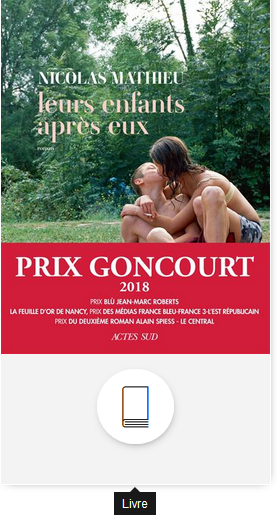 NICOLAS MATHIEU
leurs enfants
après eux
roman
PRIX GONCOURT
2018
PRIX BLÙ JEAN-MARC ROBERTS
LA FEUILLE D'OR DE NANCY, PRIX DES MÉDIAS FRANCE BLEU-FRANCE 3-L'EST RÉPUBLICAIN
PRIX DU DEUXIÈME ROMAN ALAIN SPIESS - LE CENTRAL
ACTES SUD
Livre